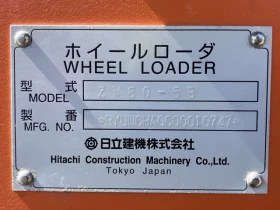 ホイールローダ
WHEEL LOADER
型式
MODEL ZW30-5B
製番
MFG. NO.
日立建機株式会社
Hitachi Construction Machinery Co.,Ltd.
Tokyo Japan